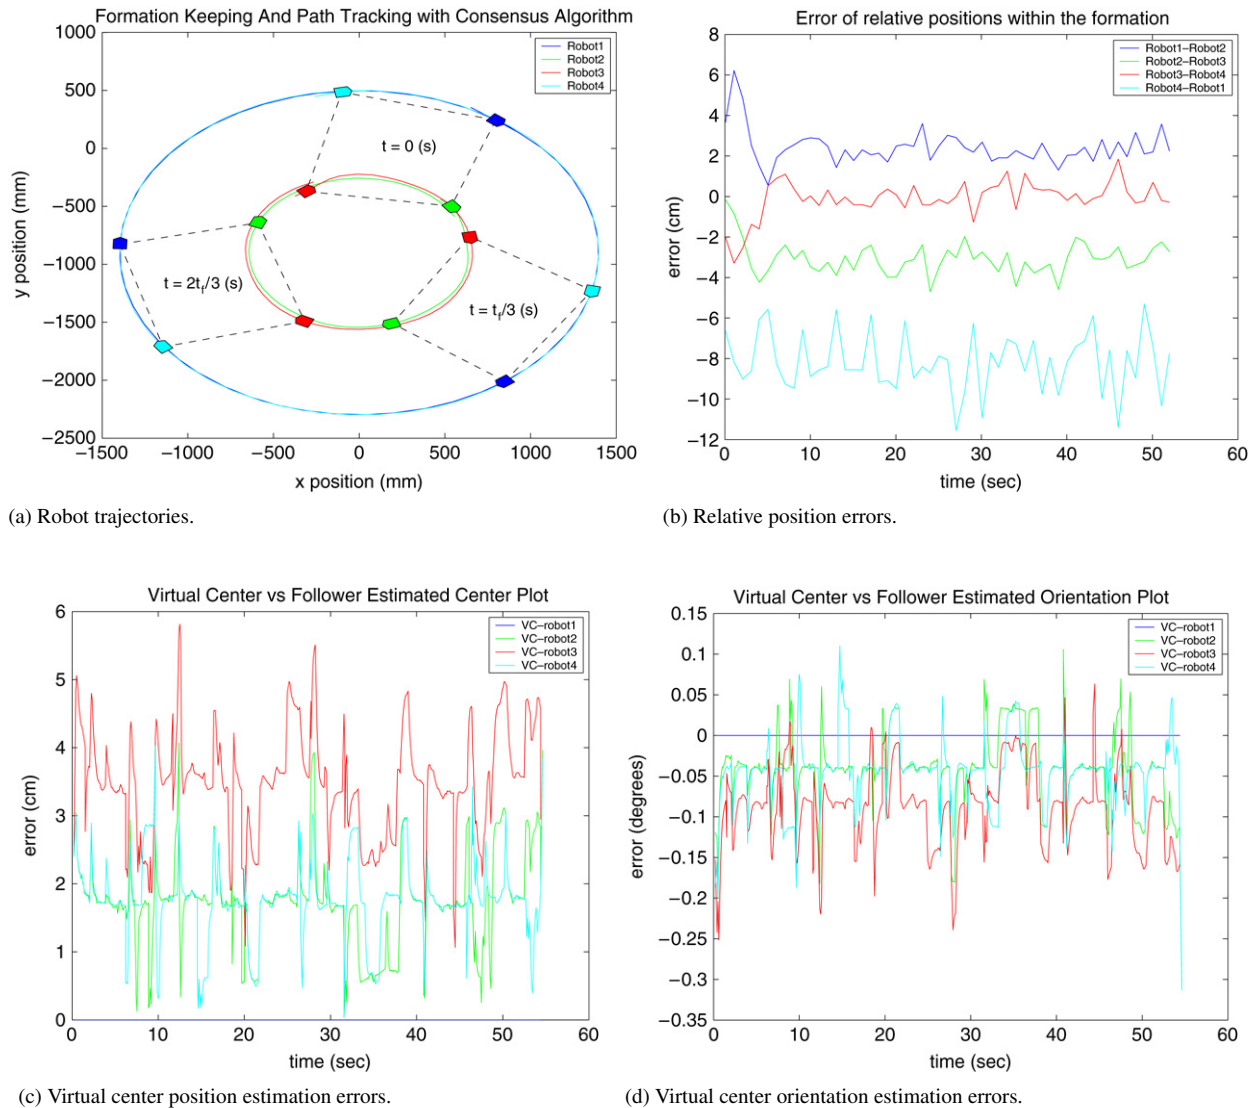 Formation Keeping And Path Tracking with Consensus Algorithm
1000
500
0
−500
−1000
−1500
−2000
−2500
−1500
−1000
−500
0
500
1000
1500
y position (mm)
x position (mm)
Robot1
Robot2
Robot3
Robot4
t = 0 (s)
t = 2tf/3 (s)
t = tf/3 (s)
(a) Robot trajectories.
Error of relative positions within the formation
8
6
4
2
0
−2
−4
−6
−8
−10
−12
0
10
20
30
40
50
60
error (cm)
time (sec)
Robot1−Robot2
Robot2−Robot3
Robot3−Robot4
Robot4−Robot1
(b) Relative position errors.
Virtual Center vs Follower Estimated Center Plot
6
5
4
3
2
1
0
0
10
20
30
40
50
60
error (cm)
time (sec)
VC−robot1
VC−robot2
VC−robot3
VC−robot4
(c) Virtual center position estimation errors.
Virtual Center vs Follower Estimated Orientation Plot
0.15
0.1
0.05
0
−0.05
−0.1
−0.15
−0.2
−0.25
−0.3
−0.35
0
10
20
30
40
50
60
error (degrees)
time (sec)
VC−robot1
VC−robot2
VC−robot3
VC−robot4
(d) Virtual center orientation estimation errors.